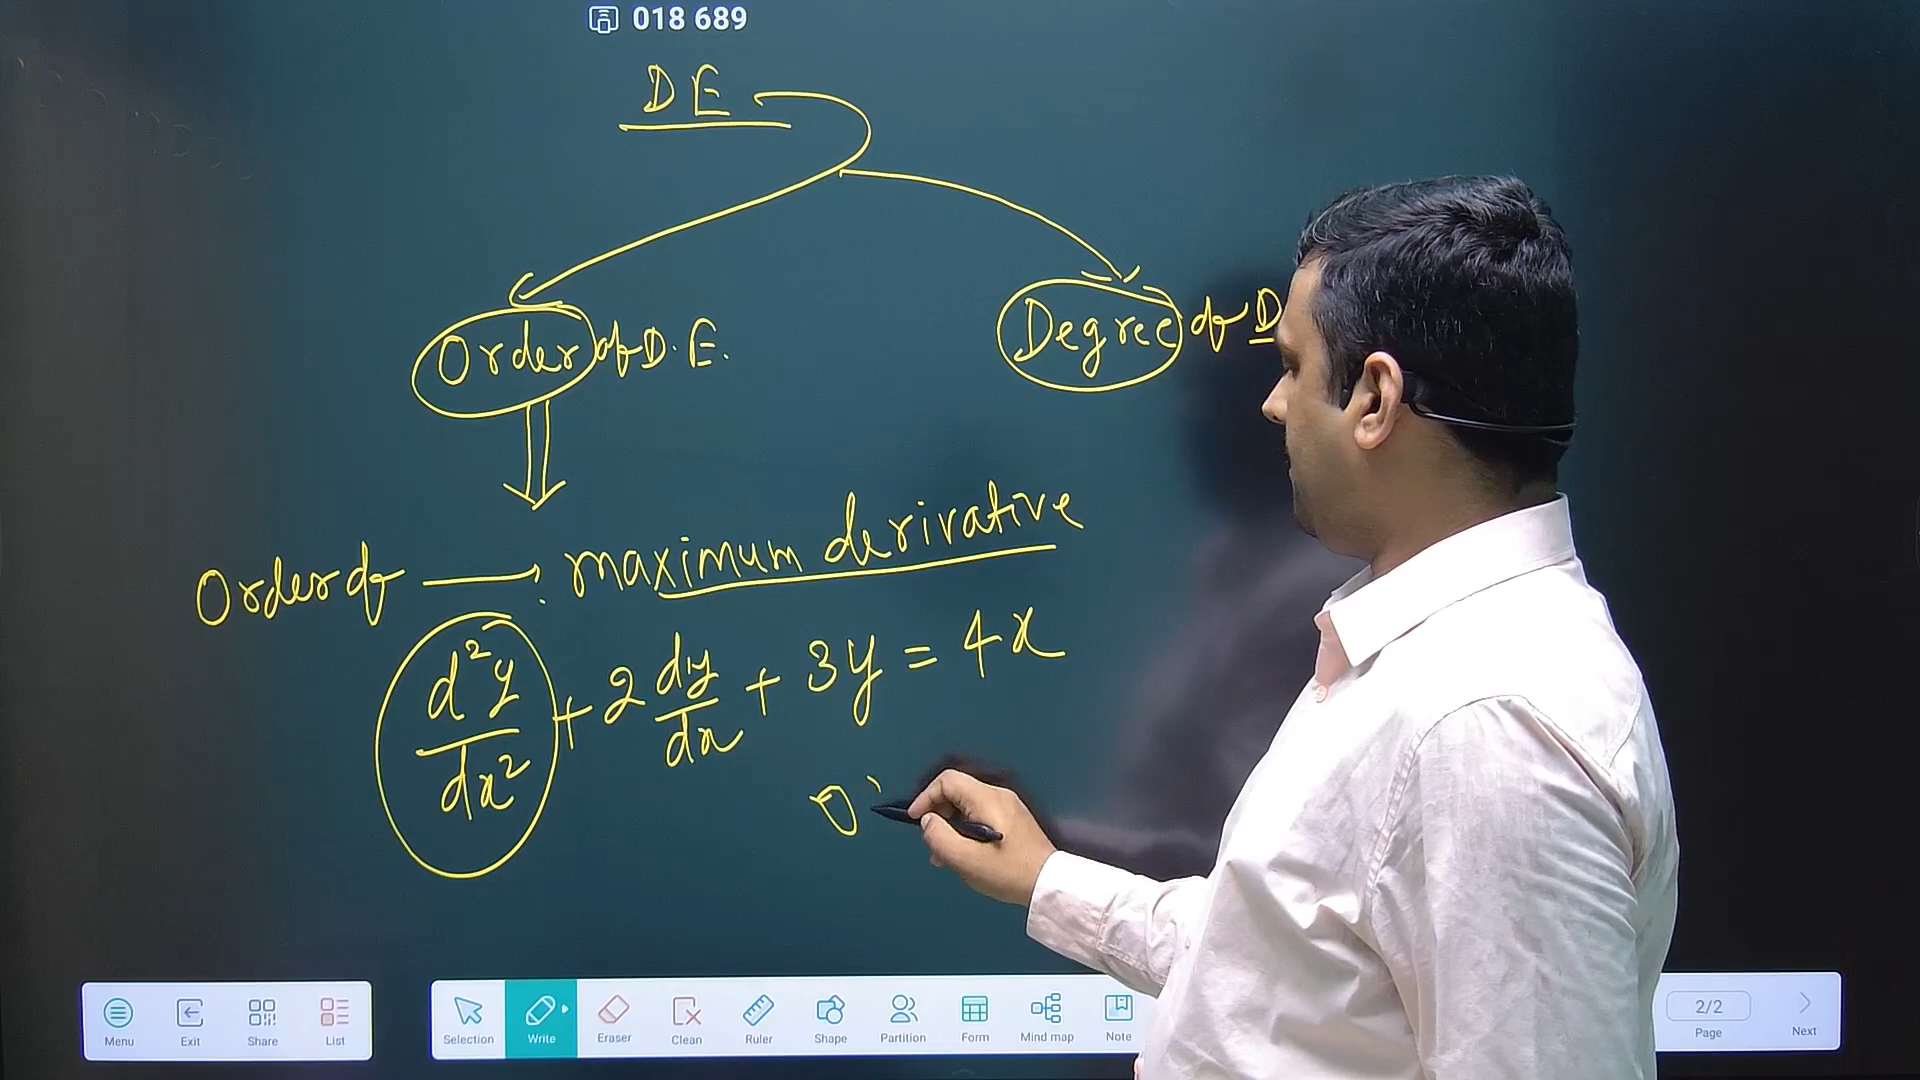 018 689
DE
Order of D.E.
Degree of D
Order of → maximum derivative
d²y/dx² + 2 dy/dx + 3y = 4x
Or
Menu Exit Share List Selection Write Eraser Clean Ruler Shape Partition Form Mind map Note 2/2 Page Next